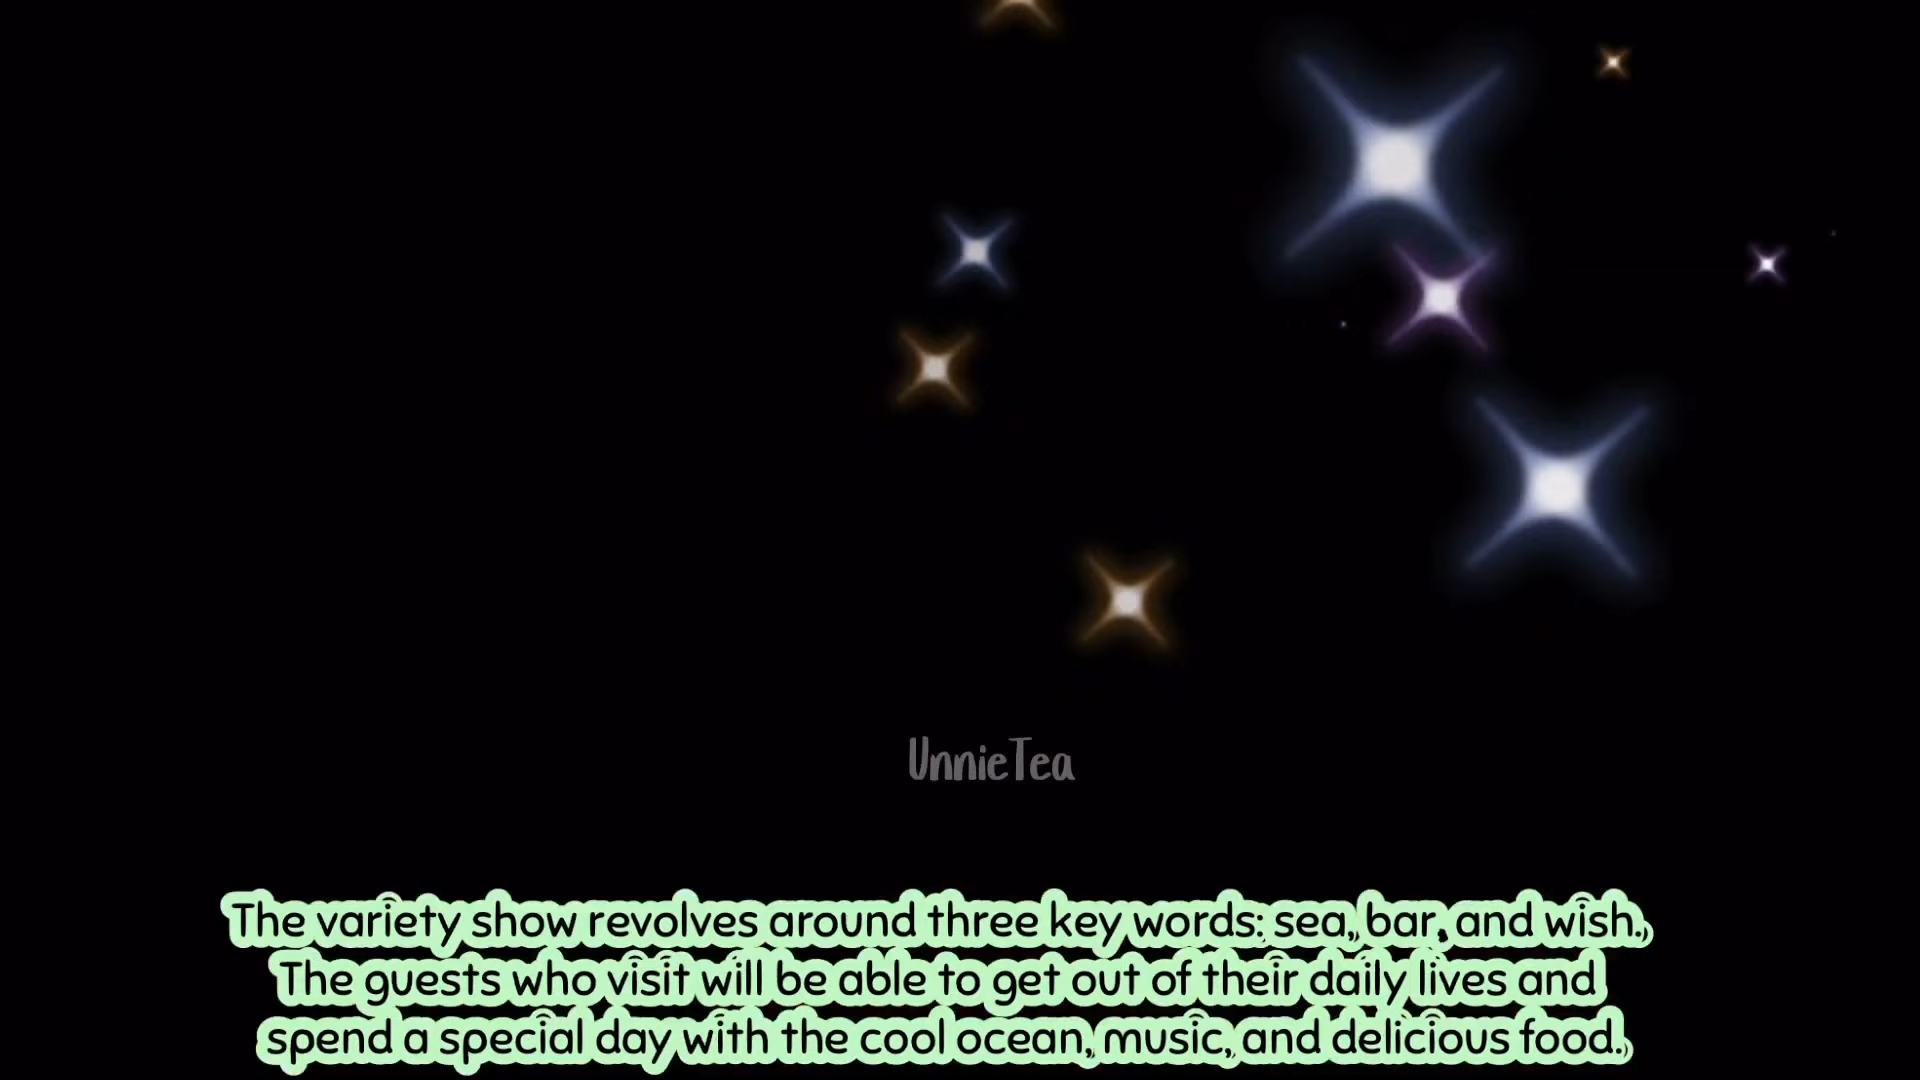 UnnieTea
The variety show revolves around three key words: sea, bar, and wish.
The guests who visit will be able to get out of their daily lives and
spend a special day with the cool ocean, music, and delicious food.